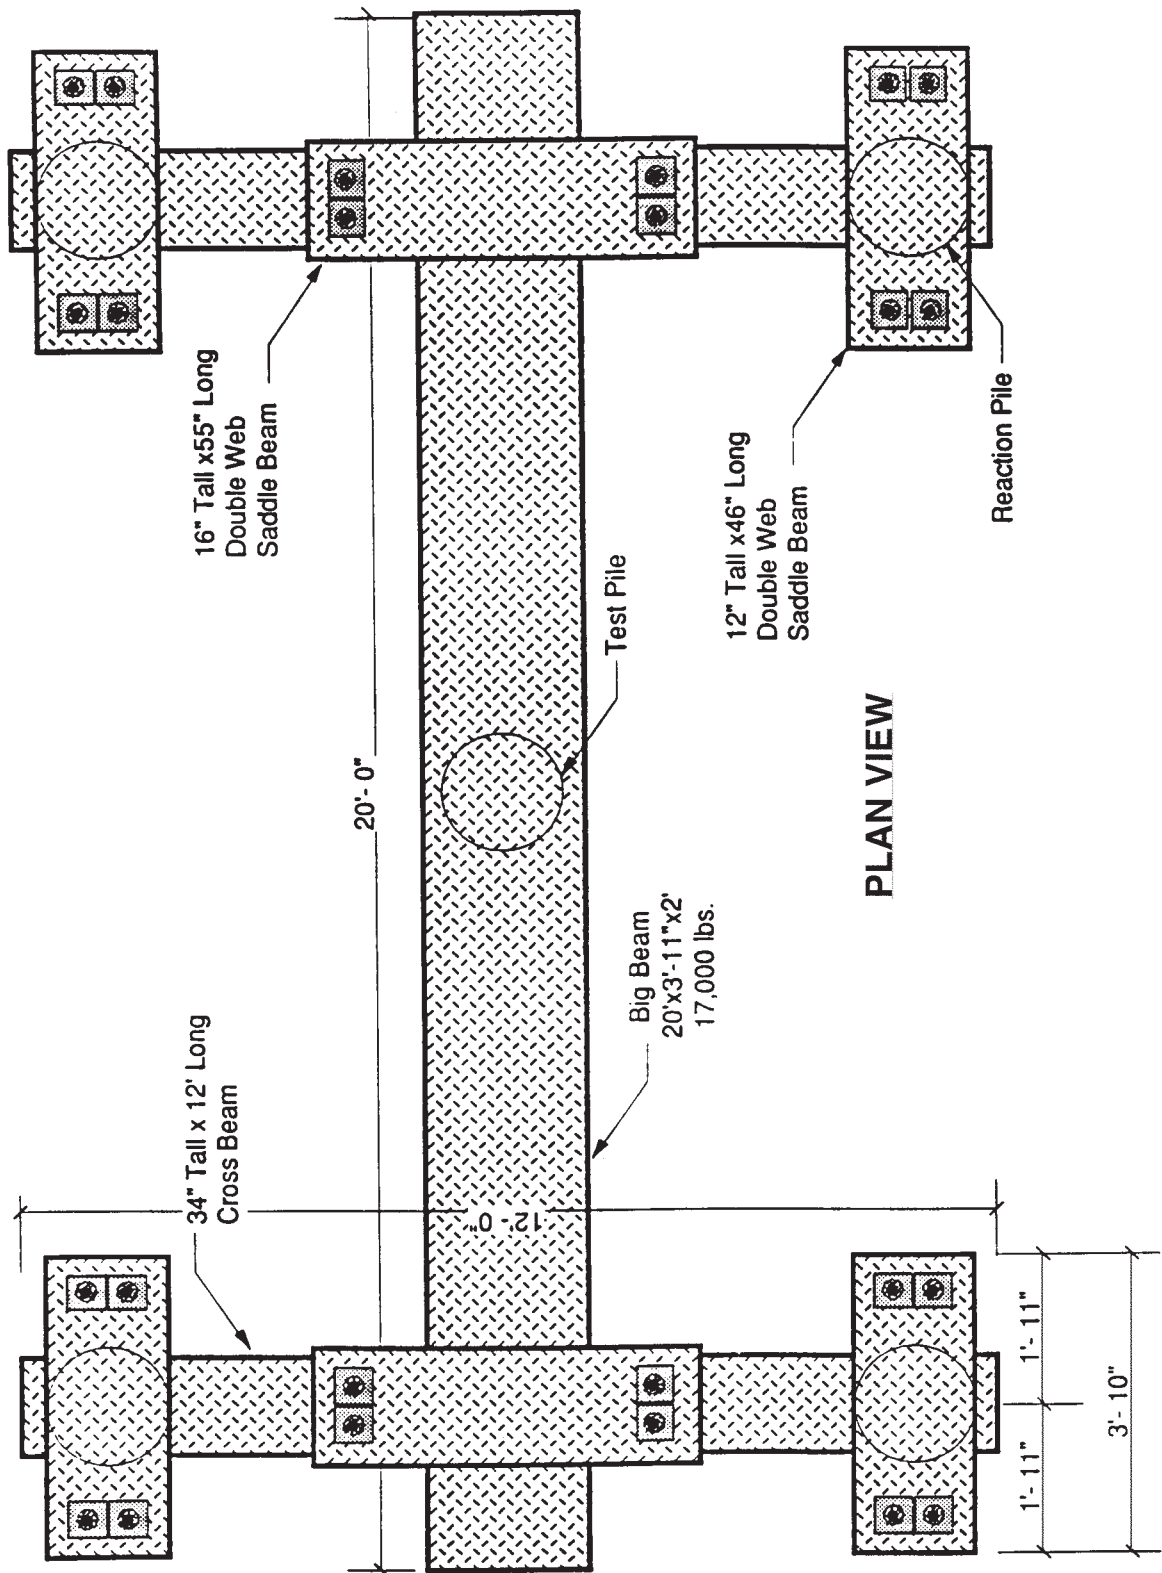 34" Tall x 12' Long
Cross Beam
20'- 0"
16" Tall x55" Long
Double Web
Saddle Beam
12'- 0"
Test Pile
Big Beam
20'x3'-11"x2'
17,000 lbs.
12" Tall x46" Long
Double Web
Saddle Beam
Reaction Pile
PLAN VIEW
1'- 11"
1'- 11"
3'- 10"